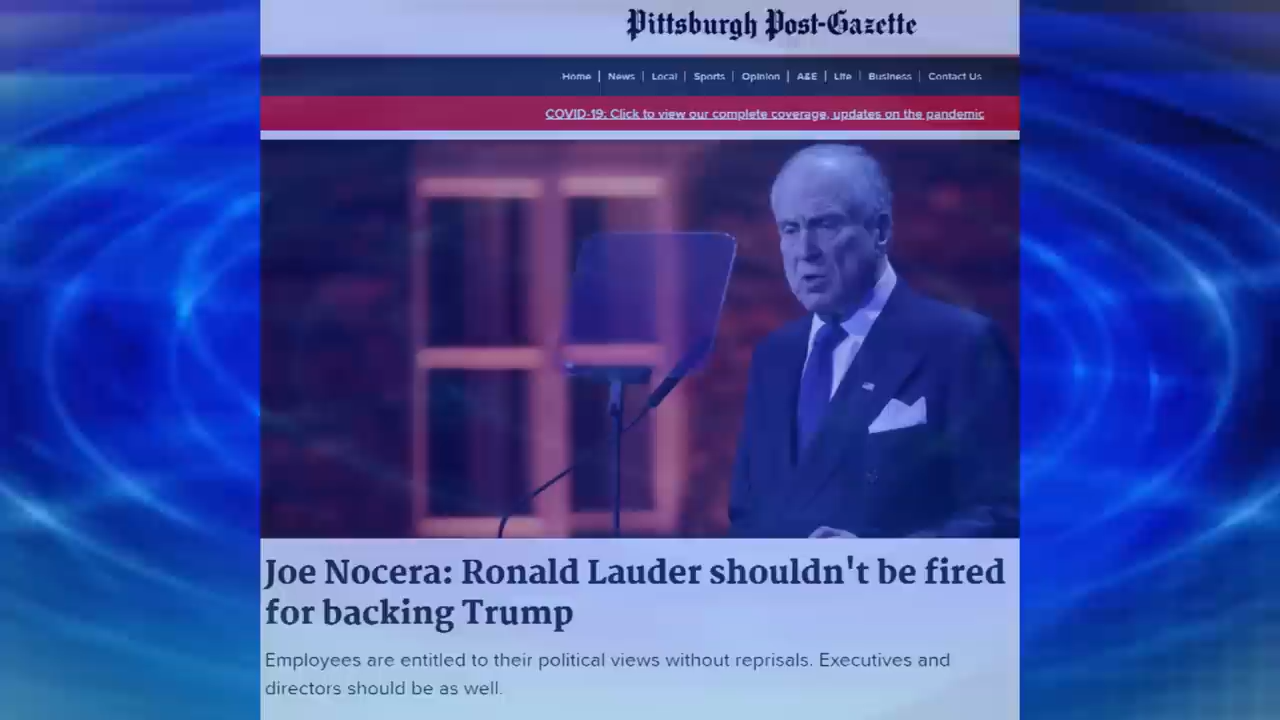 Pittsburgh Post-Gazette
Home | News | Local | Sports | Opinion | A&E | Life | Business | Contact Us
COVID-19: Click to view our complete coverage, updates on the pandemic
Joe Nocera: Ronald Lauder shouldn't be fired
for backing Trump
Employees are entitled to their political views without reprisals. Executives and
directors should be as well.